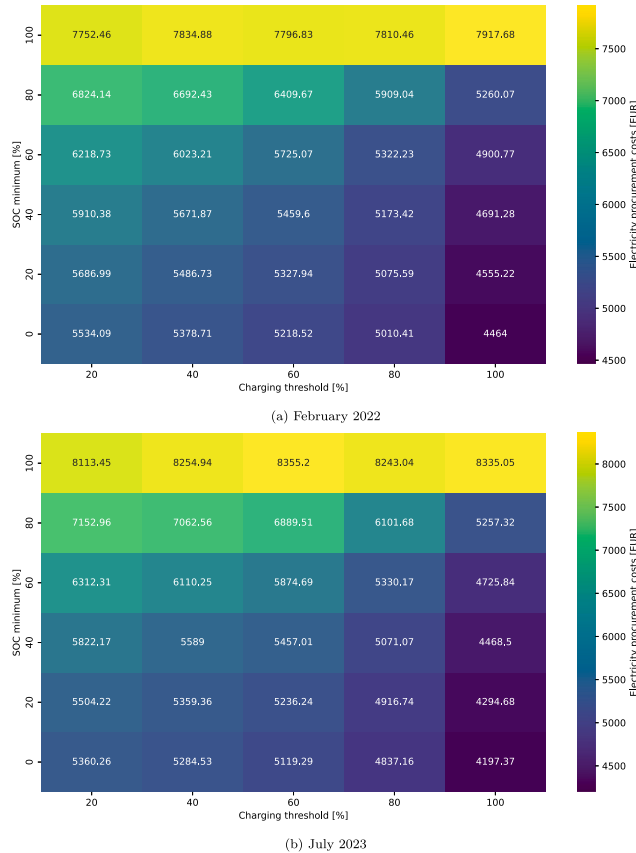 100 7752.46 7834.88 7796.83 7810.46 7917.68
80 6824.14 6692.43 6409.67 5909.04 5260.07
60 6218.73 6023.21 5725.07 5322.23 4900.77
40 5910.38 5671.87 5459.6 5173.42 4691.28
20 5686.99 5486.73 5327.94 5075.59 4555.22
0 5534.09 5378.71 5218.52 5010.41 4464
20 40 60 80 100
Charging threshold [%]
SOC minimum [%]
7500
7000
6500
6000
5500
5000
4500
Electricity procurement costs [EUR]
(a) February 2022
100 8113.45 8254.94 8355.2 8243.04 8335.05
80 7152.96 7062.56 6889.51 6101.68 5257.32
60 6312.31 6110.25 5874.69 5330.17 4725.84
40 5822.17 5589 5457.01 5071.07 4468.5
20 5504.22 5359.36 5236.24 4916.74 4294.68
0 5360.26 5284.53 5119.29 4837.16 4197.37
20 40 60 80 100
Charging threshold [%]
SOC minimum [%]
8000
7500
7000
6500
6000
5500
5000
4500
Electricity procurement costs [EUR]
(b) July 2023